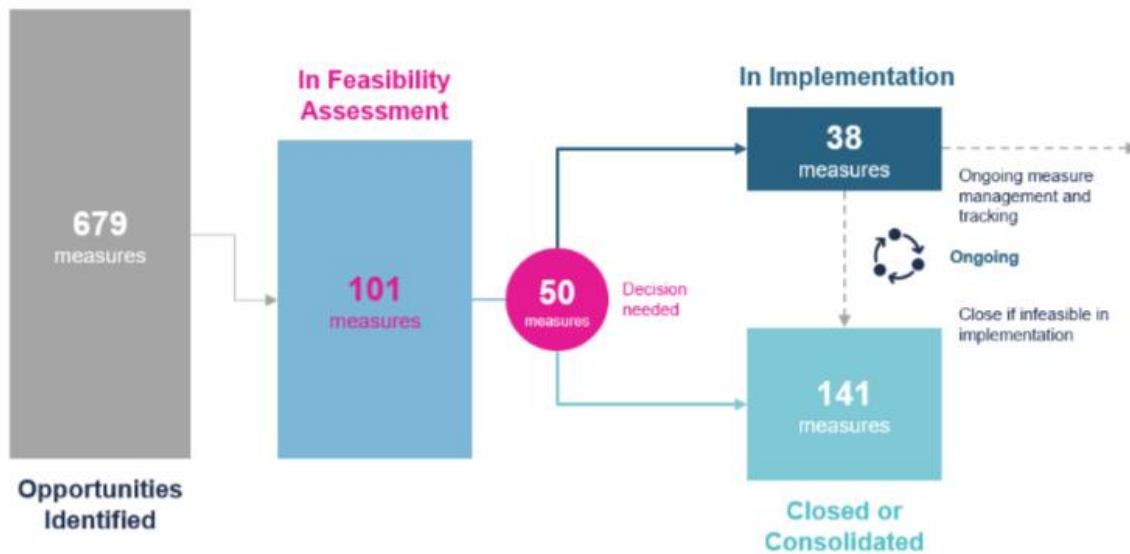 679
measures
Opportunities
Identified
In Feasibility
Assessment
101
measures
50
measures
Decision
needed
In Implementation
38
measures
Ongoing measure
management and
tracking
Ongoing
Close if infeasible in
implementation
141
measures
Closed or
Consolidated